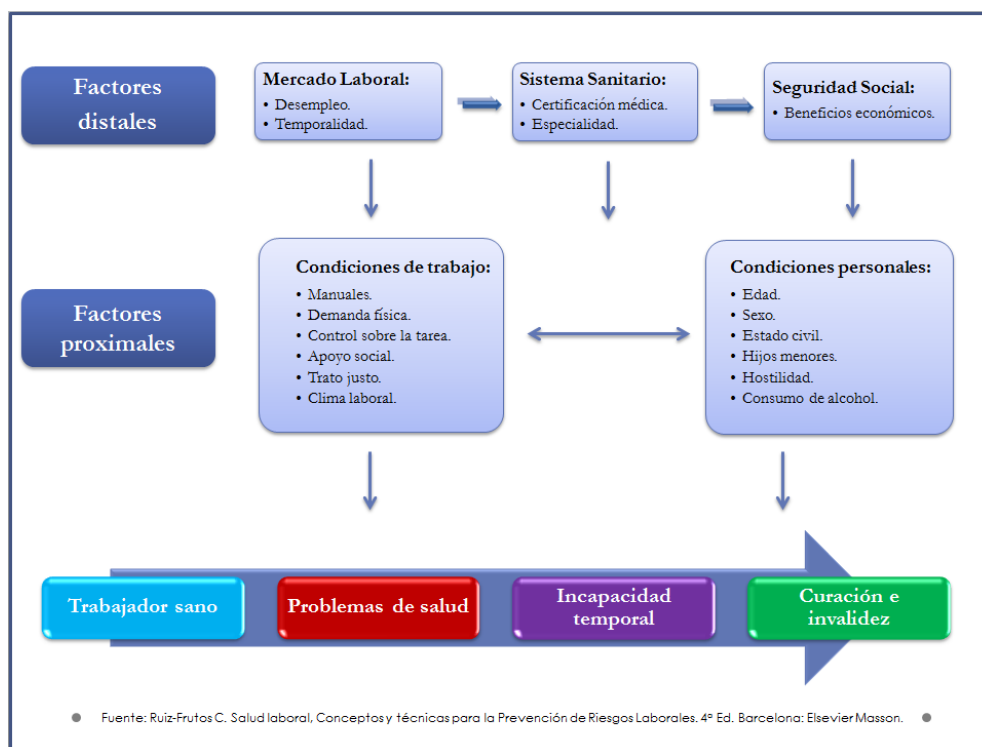 Factores
distales
Mercado Laboral:
• Desempleo.
• Temporalidad.
Sistema Sanitario:
• Certificación médica.
• Especialidad.
Seguridad Social:
• Beneficios económicos.
Factores
proximales
Condiciones de trabajo:
• Manuales.
• Demanda física.
• Control sobre la tarea.
• Apoyo social.
• Trato justo.
• Clima laboral.
Condiciones personales:
• Edad.
• Sexo.
• Estado civil.
• Hijos menores.
• Hostilidad.
• Consumo de alcohol.
Trabajador sano
Problemas de salud
Incapacidad
temporal
Curación e
invalidez
Fuente: Ruiz-Frutos C. Salud laboral, Conceptos y técnicas para la Prevención de Riesgos Laborales. 4ª Ed. Barcelona: Elsevier Masson.